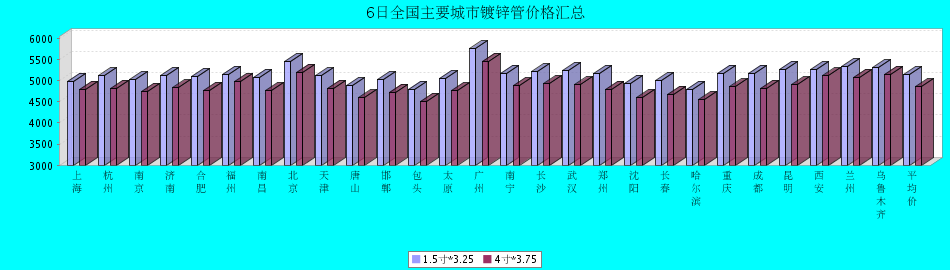 6日全国主要城市镀锌管价格汇总
6000
5500
5000
4500
4000
3500
3000
上海
杭州
南京
济南
合肥
福州
南昌
北京
天津
唐山
邯郸
包头
太原
广州
南宁
长沙
武汉
郑州
沈阳
长春
哈尔滨
重庆
成都
昆明
西安
兰州
乌鲁木齐
平均价
1.5寸*3.25 4寸*3.75